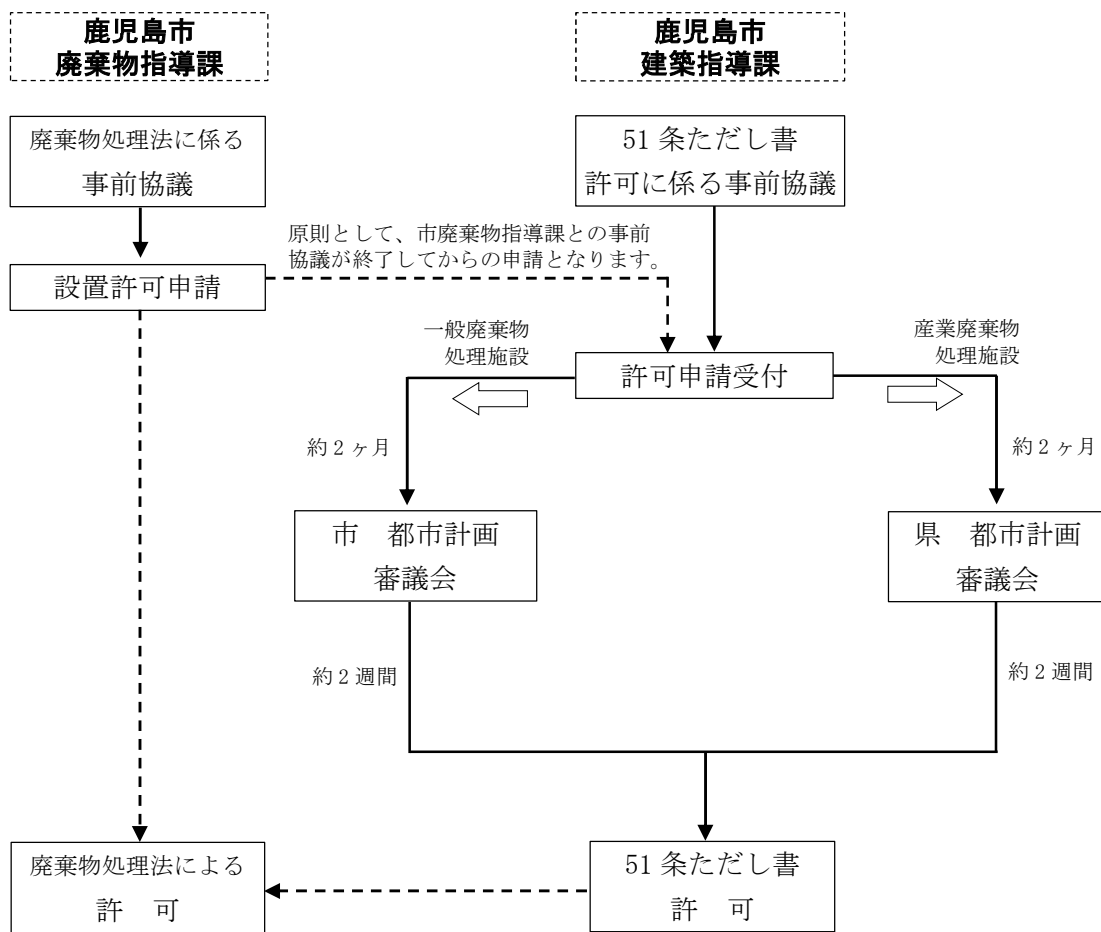 鹿児島市
廃棄物指導課
鹿児島市
建築指導課
廃棄物処理法に係る
事前協議
51 条ただし書
許可に係る事前協議
原則として、市廃棄物指導課との事前
協議が終了してからの申請となります。
設置許可申請
一般廃棄物
処理施設
産業廃棄物
処理施設
許可申請受付
約２ヶ月
約２ヶ月
市　都市計画
審議会
県　都市計画
審議会
約２週間
約２週間
廃棄物処理法による
許　可
51 条ただし書
許　可